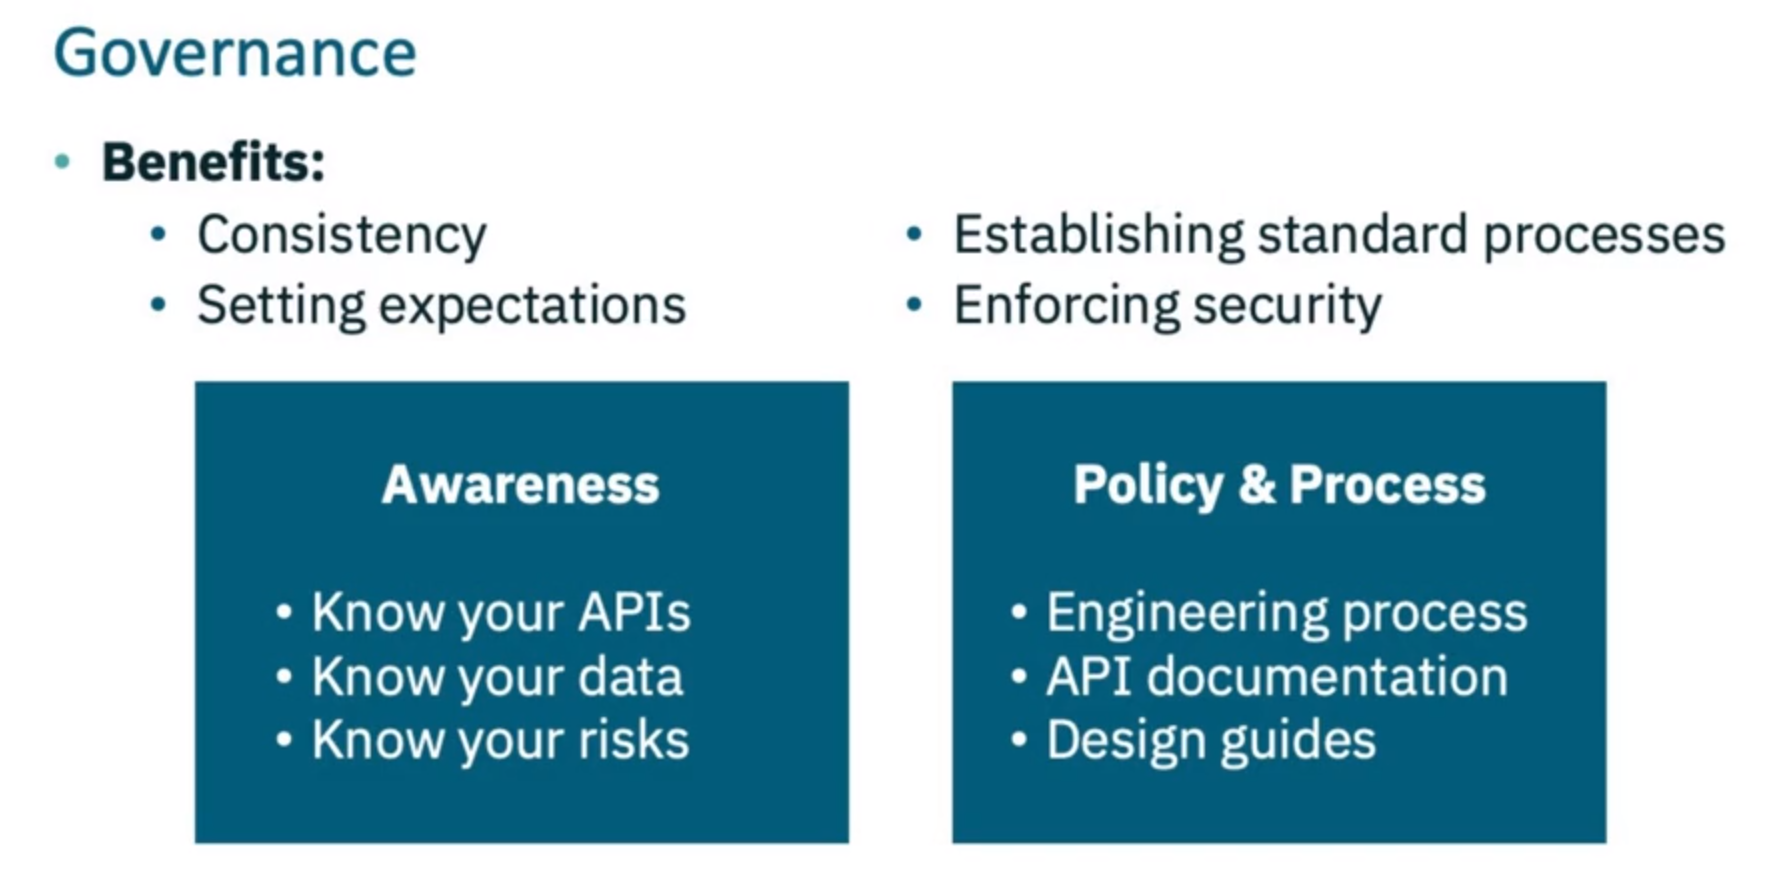 Governance
• Benefits:
• Consistency
• Setting expectations
• Establishing standard processes
• Enforcing security
Awareness
• Know your APIs
• Know your data
• Know your risks
Policy & Process
• Engineering process
• API documentation
• Design guides